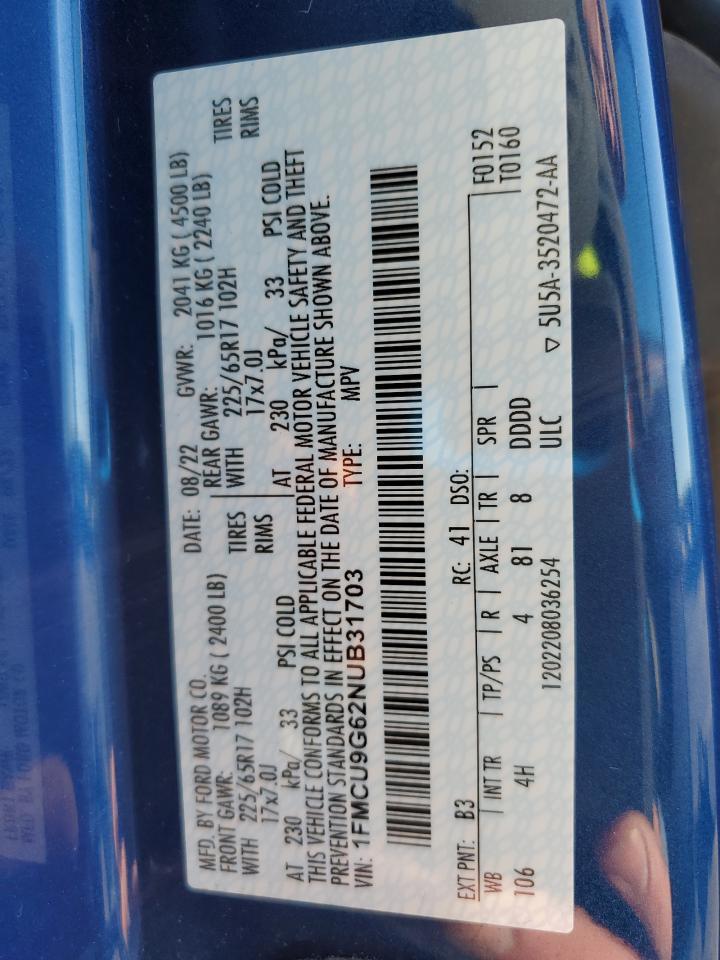 MFD. BY FORD MOTOR CO.
DATE: 08/22 GVWR: 2041 KG ( 4500 LB)
FRONT GAWR: 1089 KG ( 2400 LB) REAR GAWR: 1016 KG ( 2240 LB)
WITH 225/65R17 102H TIRES WITH 225/65R17 102H TIRES
17x7.0J RIMS 17x7.0J RIMS
AT 230 kPa/ 33 PSI COLD AT 230 kPa/ 33 PSI COLD
THIS VEHICLE CONFORMS TO ALL APPLICABLE FEDERAL MOTOR VEHICLE SAFETY AND THEFT
PREVENTION STANDARDS IN EFFECT ON THE DATE OF MANUFACTURE SHOWN ABOVE.
VIN: 1FMCU9G62NUB31703 TYPE: MPV
EXT PNT: B3 RC: 41 DSO:
WB | INT TR | TP/PS | R | AXLE | TR | SPR | F0152
106 4H 4 81 8 DDDD T0160
1202208036254 ULC ▽ 5U5A-3520472-AA